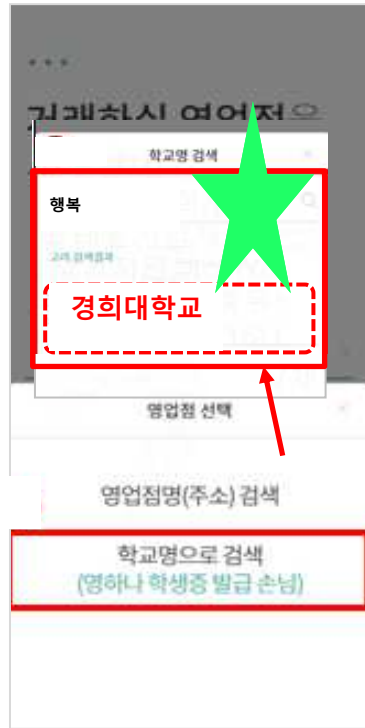 학교명 검색
행복
경희대학교
영업점 선택
영업점명(주소) 검색
학교명으로 검색
(영하나 학생증 발급 손님)